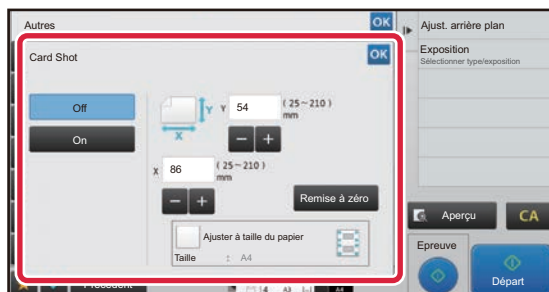 Autres
OK
Ajust. arrière plan
Card Shot
OK
Exposition
Sélectionner type/exposition
Off
On
Y
Y 54 (25~210)
mm
X
- +
X 86 (25~210)
mm
- +
Remise à zéro
Ajuster à taille du papier
Taille : A4
Aperçu
CA
Epreuve
Départ
Précédent